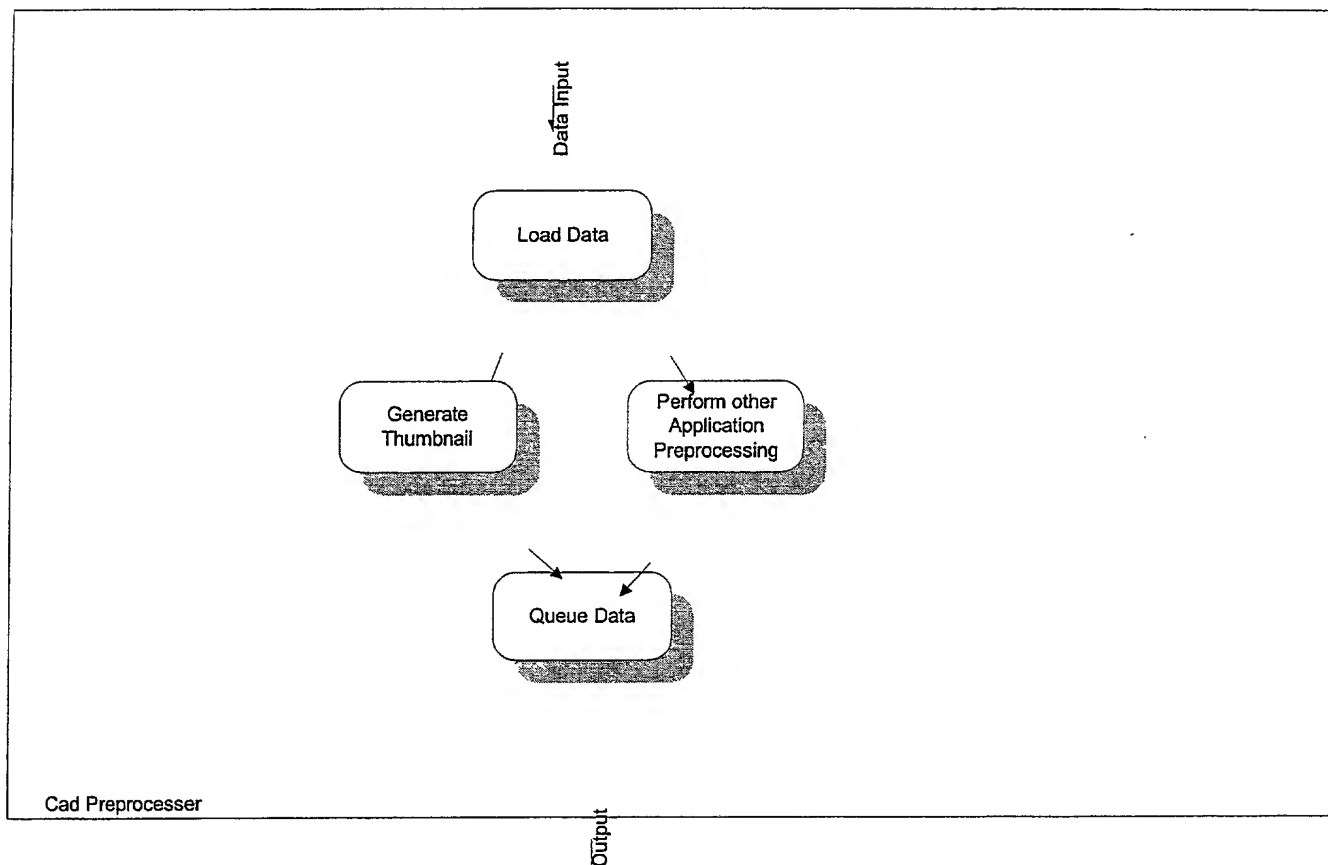 Data Input
Load Data
Generate
Thumbnail
Perform other
Application
Preprocessing
Queue Data
Cad Preprocesser
Output